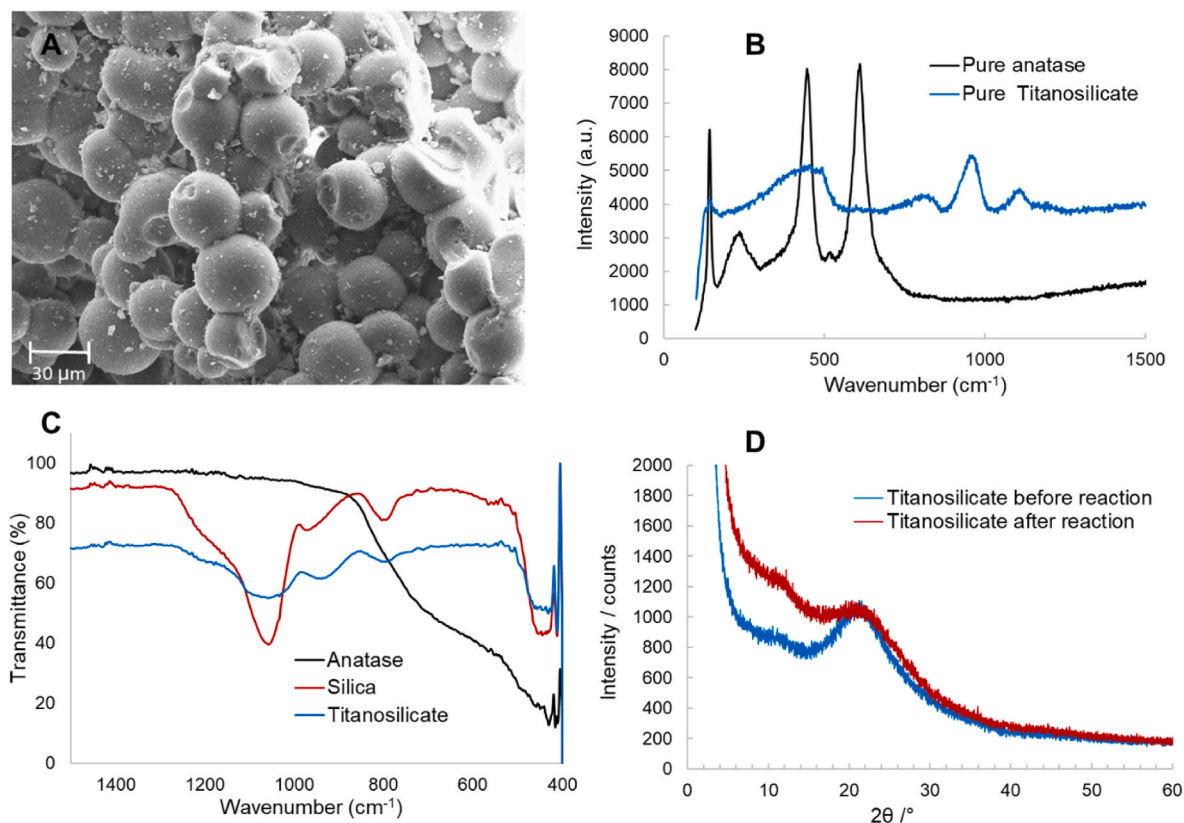 A
30 μm
B
Pure anatase
Pure Titanosilicate
Intensity (a.u.)
9000
8000
7000
6000
5000
4000
3000
2000
1000
0
0 500 1000 1500
Wavenumber (cm⁻¹)
C
Transmittance (%)
100
80
60
40
20
0
Anatase
Silica
Titanosilicate
1400 1200 1000 800 600 400
Wavenumber (cm⁻¹)
D
Titanosilicate before reaction
Titanosilicate after reaction
Intensity / counts
2000
1800
1600
1400
1200
1000
800
600
400
200
0
0 10 20 30 40 50 60
2θ /°